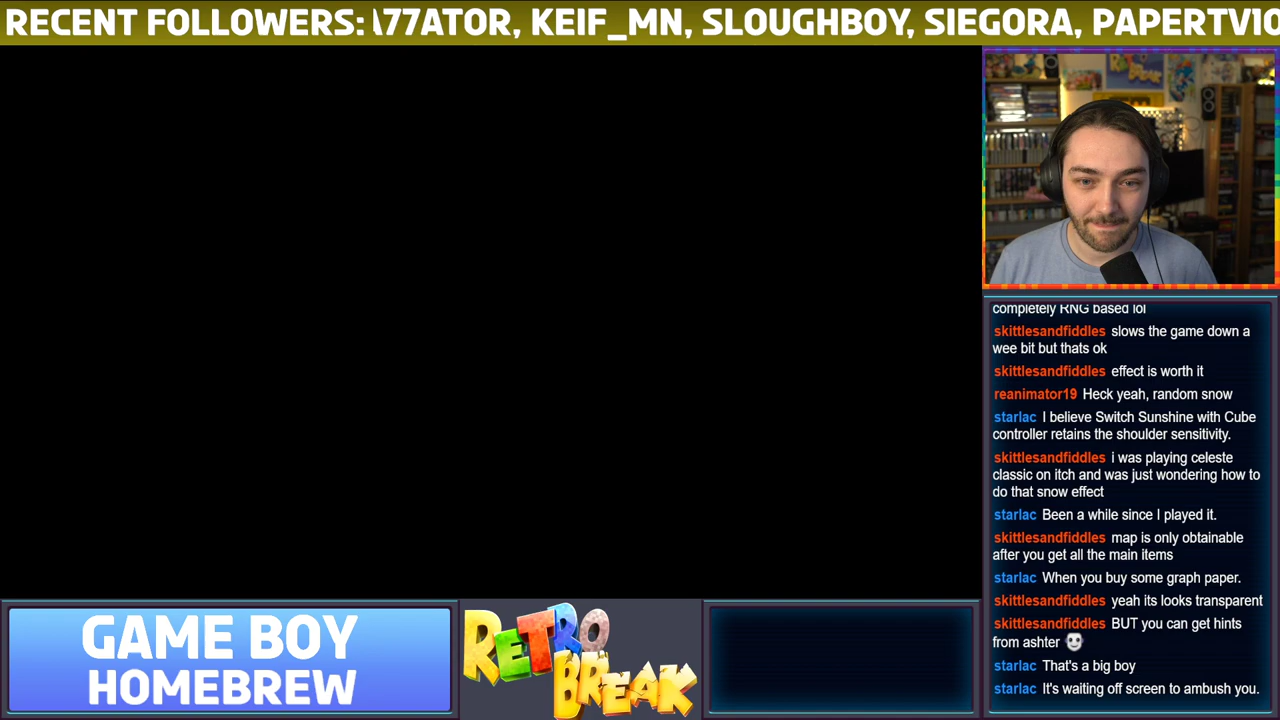 RECENT FOLLOWERS: 77ATOR, KEIF_MN, SLOUGHBOY, SIEGORA, PAPERTV10
completely RNG based lol
skittlesandfiddles slows the game down a
wee bit but thats ok
skittlesandfiddles effect is worth it
reanimator19 Heck yeah, random snow
starlac I believe Switch Sunshine with Cube
controller retains the shoulder sensitivity.
skittlesandfiddles i was playing celeste
classic on itch and was just wondering how to
do that snow effect
starlac Been a while since I played it.
skittlesandfiddles map is only obtainable
after you get all the main items
starlac When you buy some graph paper.
skittlesandfiddles yeah its looks transparent
skittlesandfiddles BUT you can get hints
from ashter
starlac That's a big boy
starlac It's waiting off screen to ambush you.
GAME BOY
HOMEBREW
RETRO
BREAK